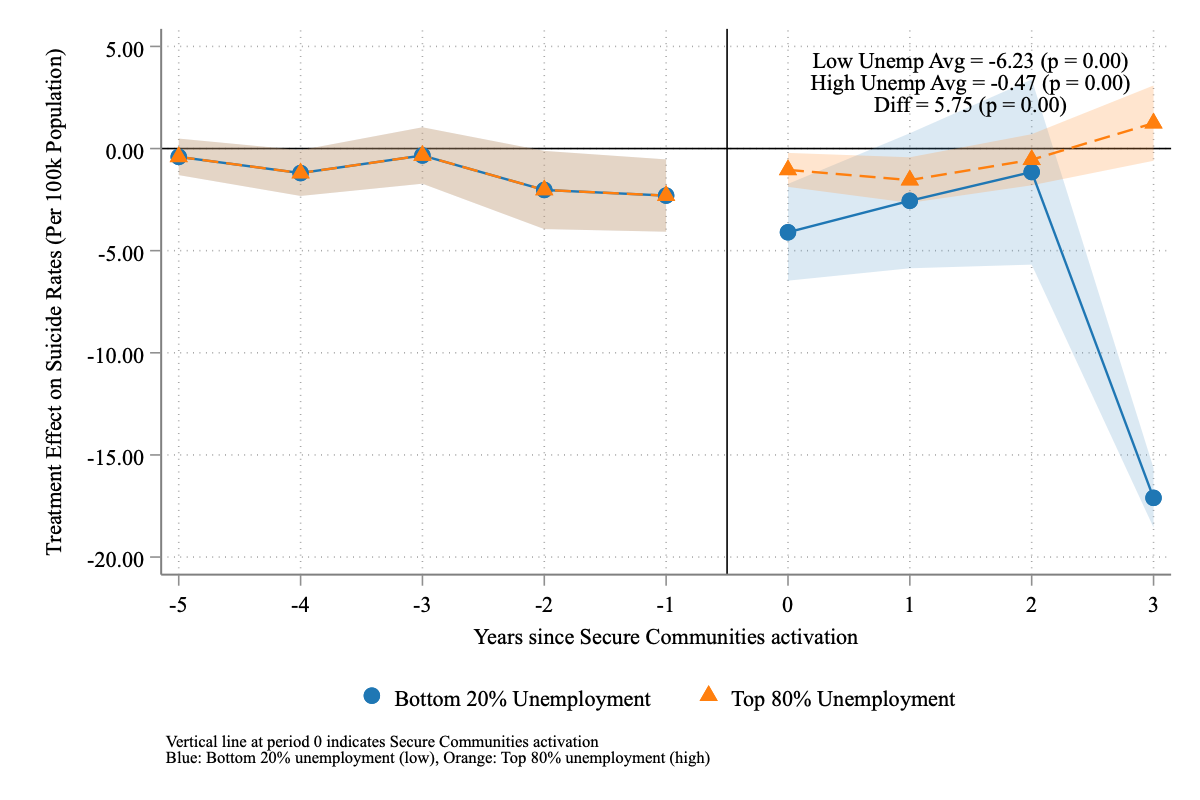 Low Unemp Avg = -6.23 (p = 0.00)
High Unemp Avg = -0.47 (p = 0.00)
Diff = 5.75 (p = 0.00)
Treatment Effect on Suicide Rates (Per 100k Population)
5.00
0.00
-5.00
-10.00
-15.00
-20.00
-5 -4 -3 -2 -1 0 1 2 3
Years since Secure Communities activation
Bottom 20% Unemployment Top 80% Unemployment
Vertical line at period 0 indicates Secure Communities activation
Blue: Bottom 20% unemployment (low), Orange: Top 80% unemployment (high)